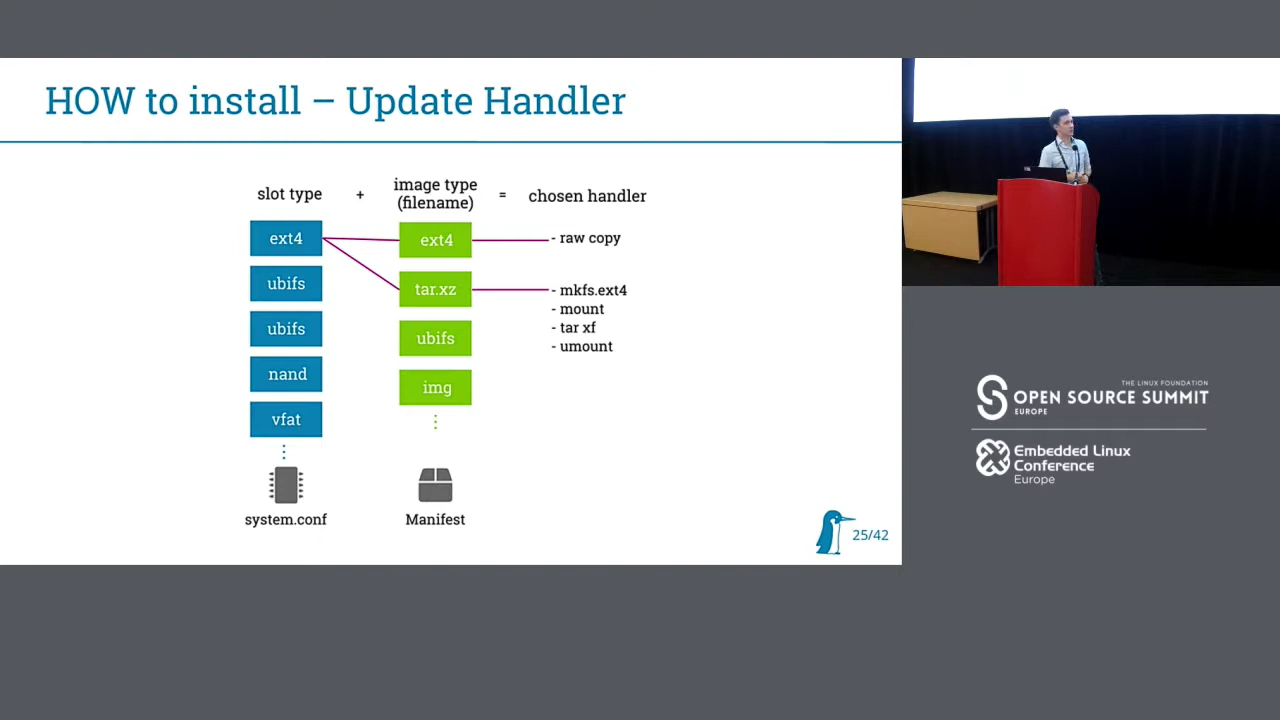 HOW to install – Update Handler
slot type + image type (filename) = chosen handler
ext4
ubifs
ubifs
nand
vfat
system.conf
ext4
tar.xz
ubifs
img
Manifest
- raw copy
- mkfs.ext4
- mount
- tar xf
- umount
25/42
THE LINUX FOUNDATION
OPEN SOURCE SUMMIT
EUROPE
Embedded Linux
Conference
Europe